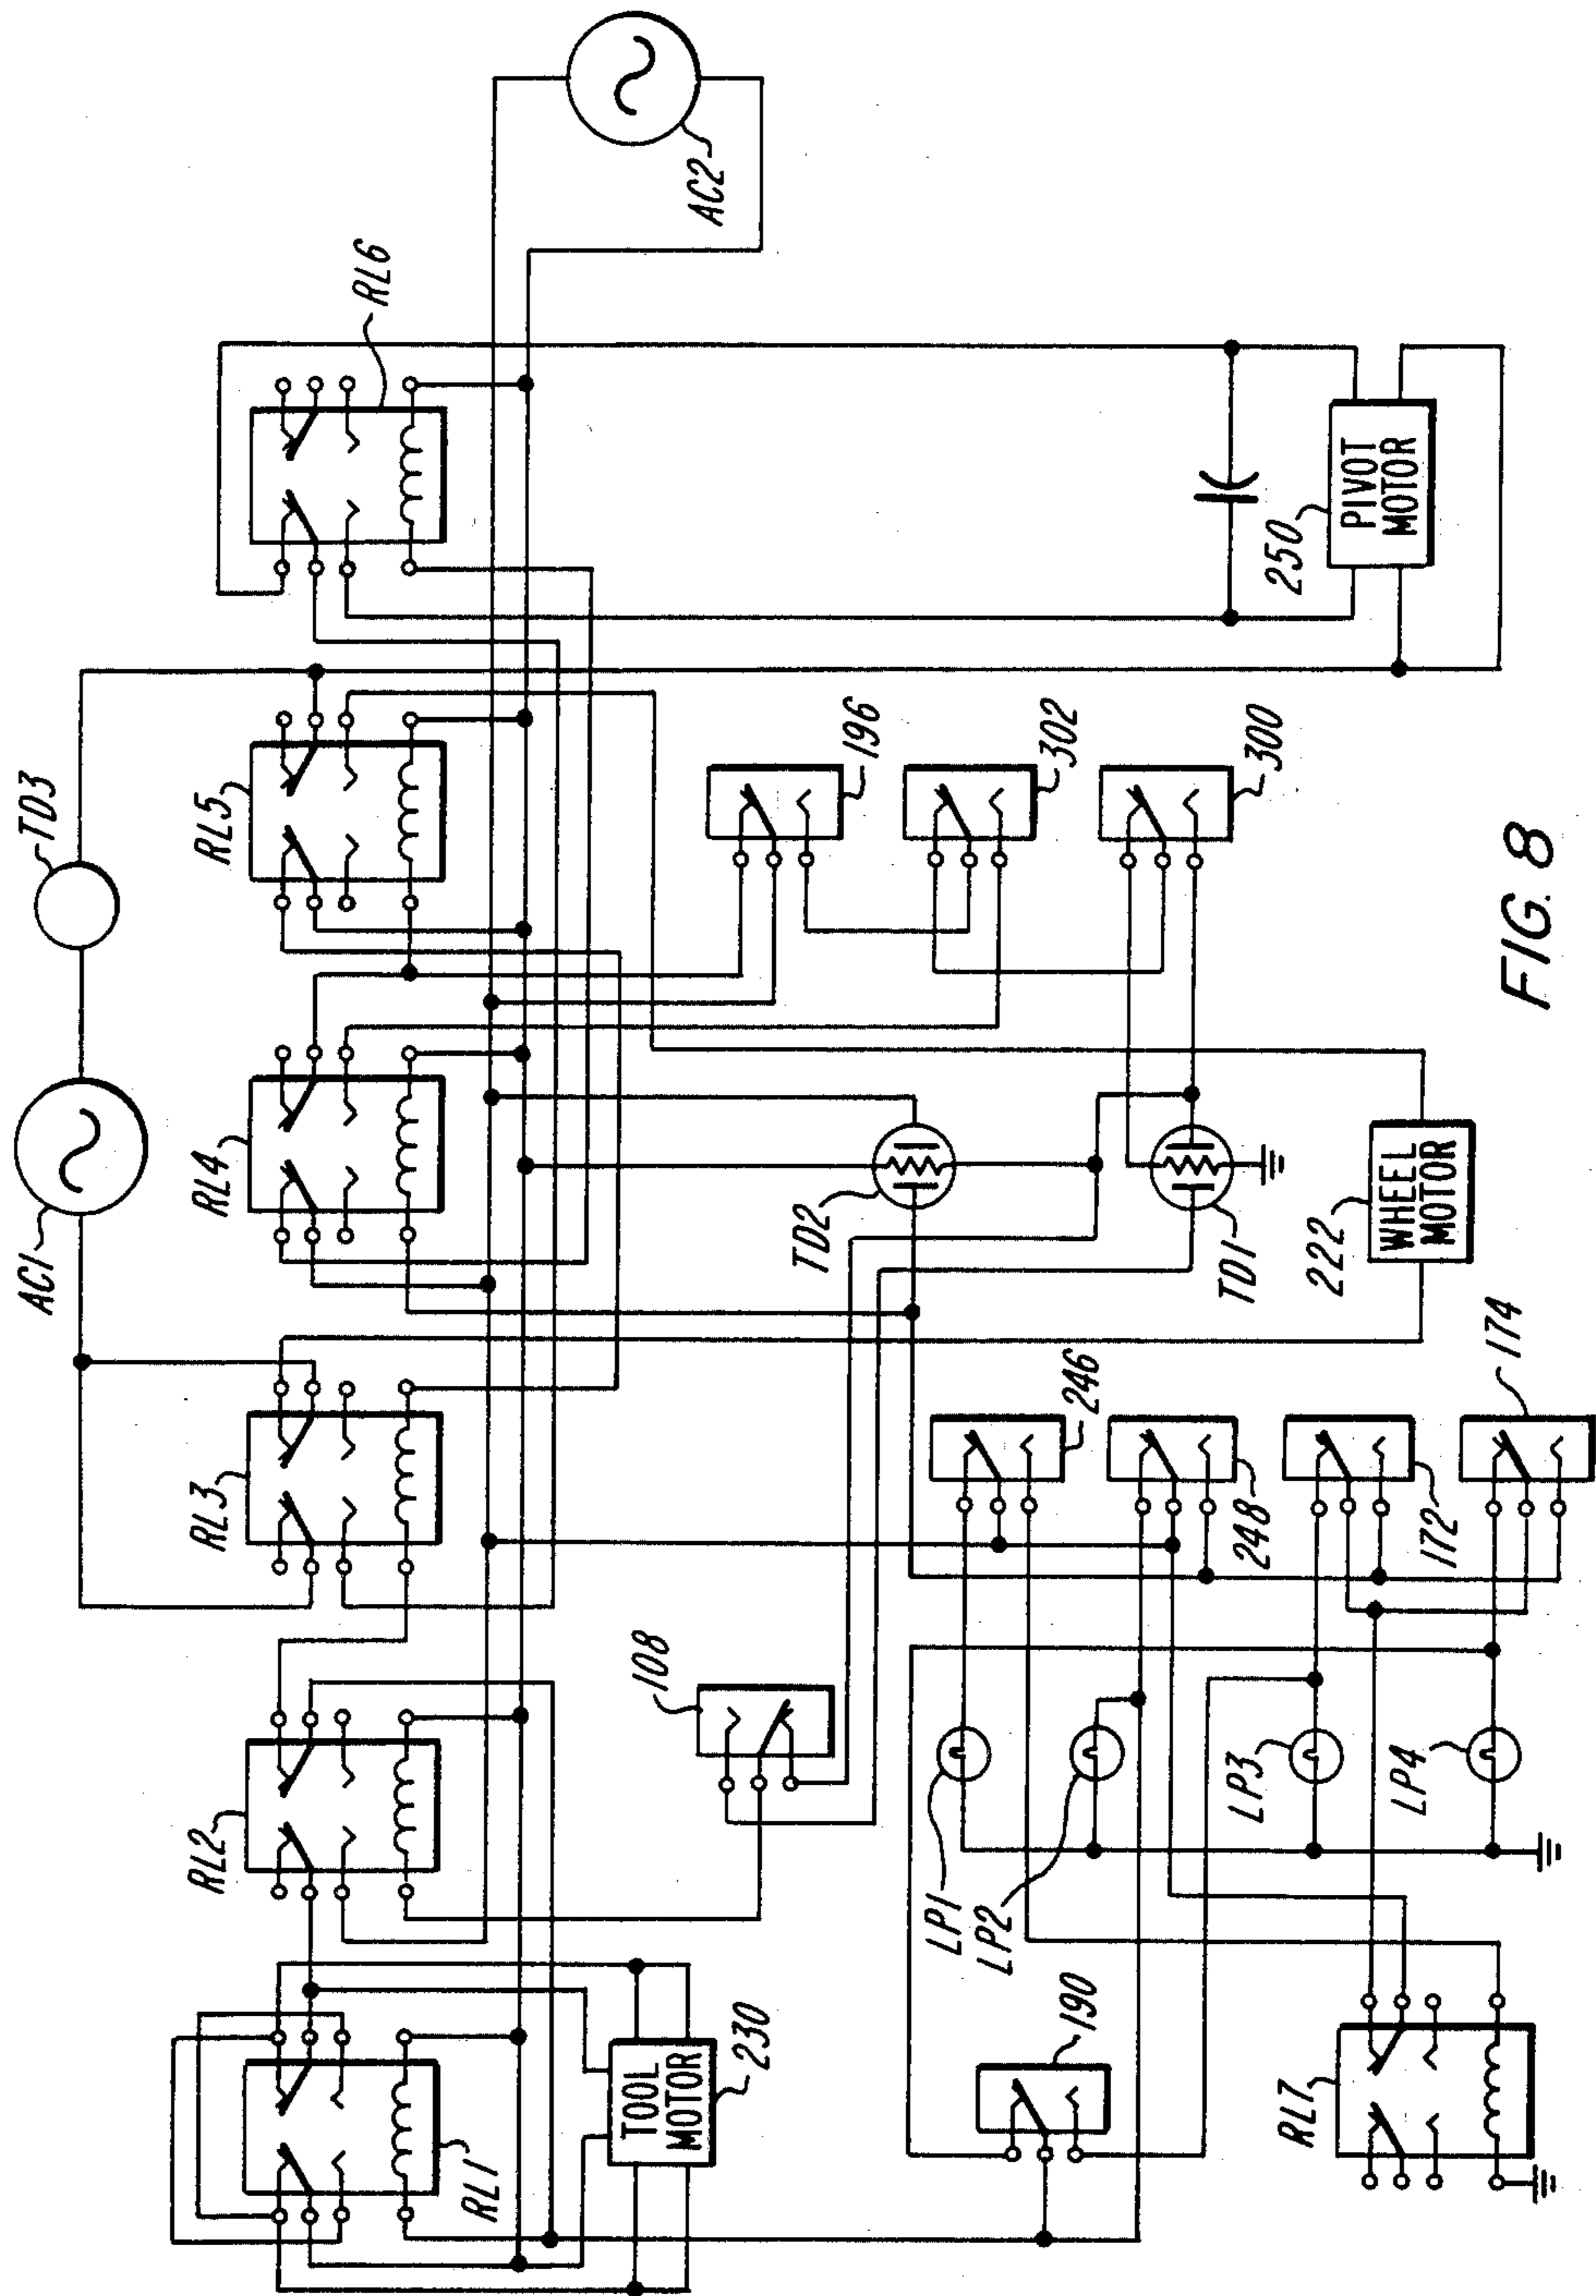 AC1
TD3
RL1
RL2
RL3
RL4
RL5
RL6
AC2
TOOL
MOTOR
230
108
TD2
TD1
196
302
300
250
PIVOT
MOTOR
222
WHEEL
MOTOR
190
LP1
LP2
LP3
LP4
246
248
172
174
RL7
FIG. 8